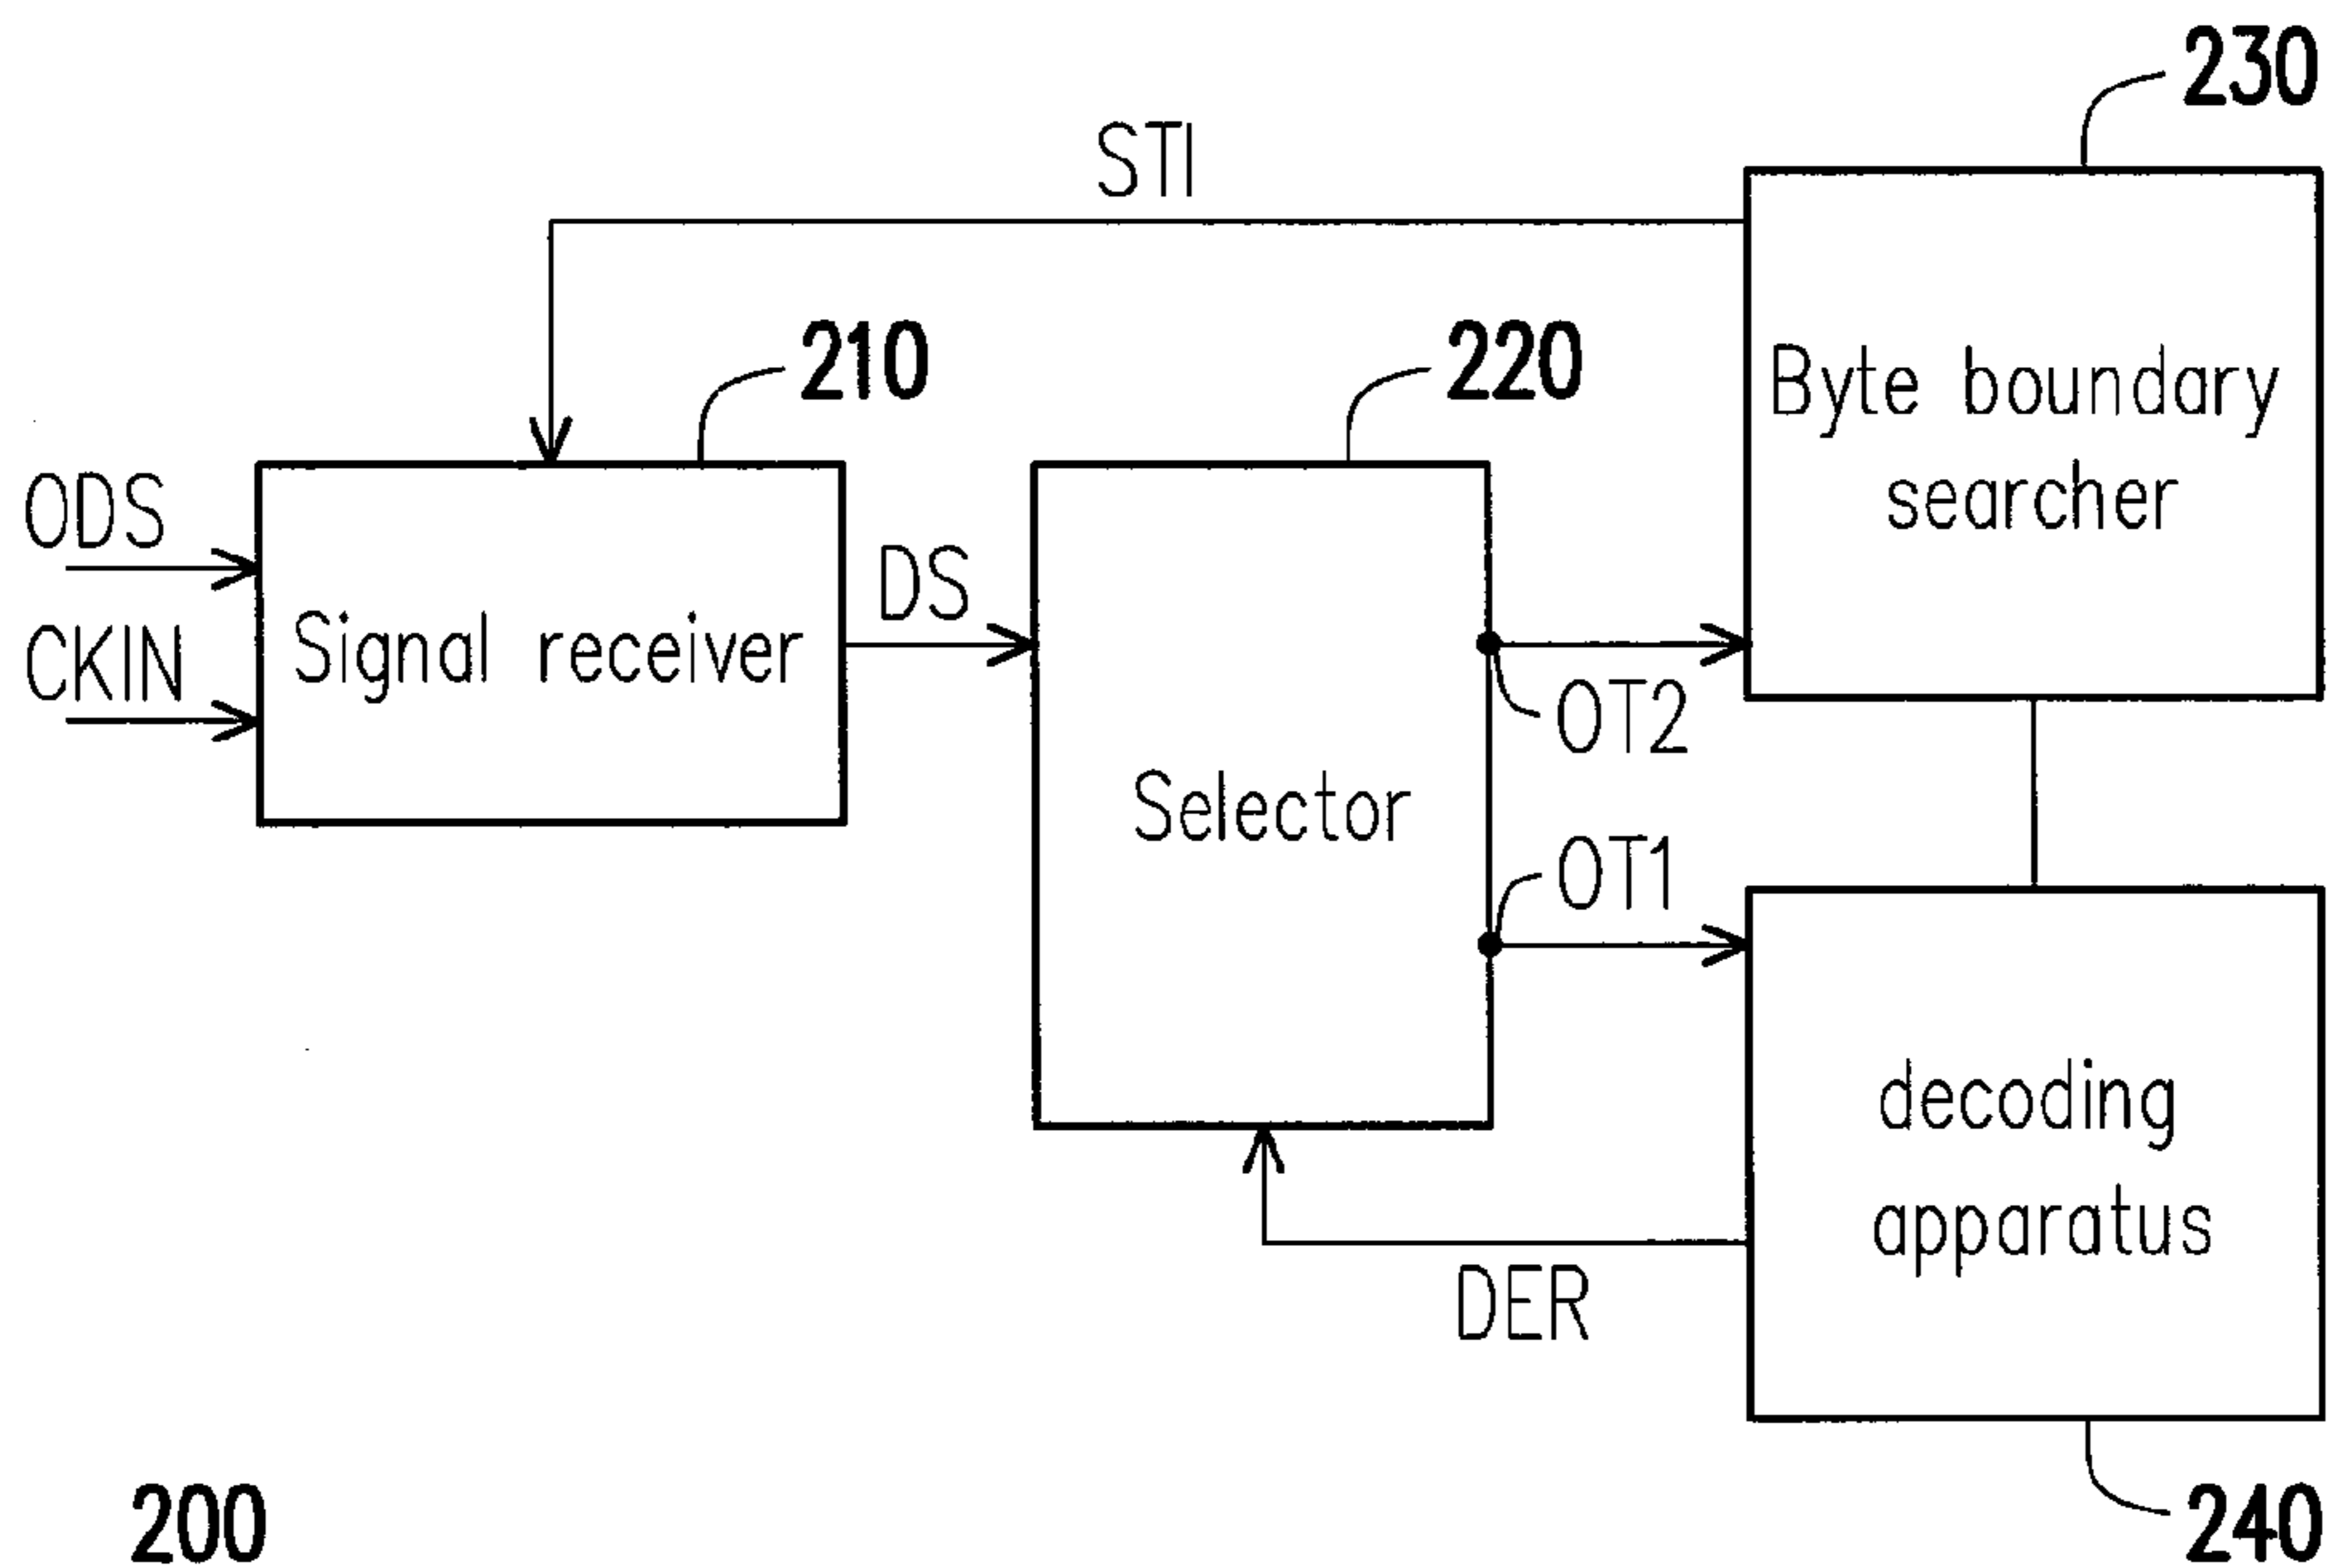 230
STI
210
220
Byte boundary
searcher
ODS
DS
CKIN
Signal receiver
OT2
Selector
OT1
decoding
apparatus
DER
200
240